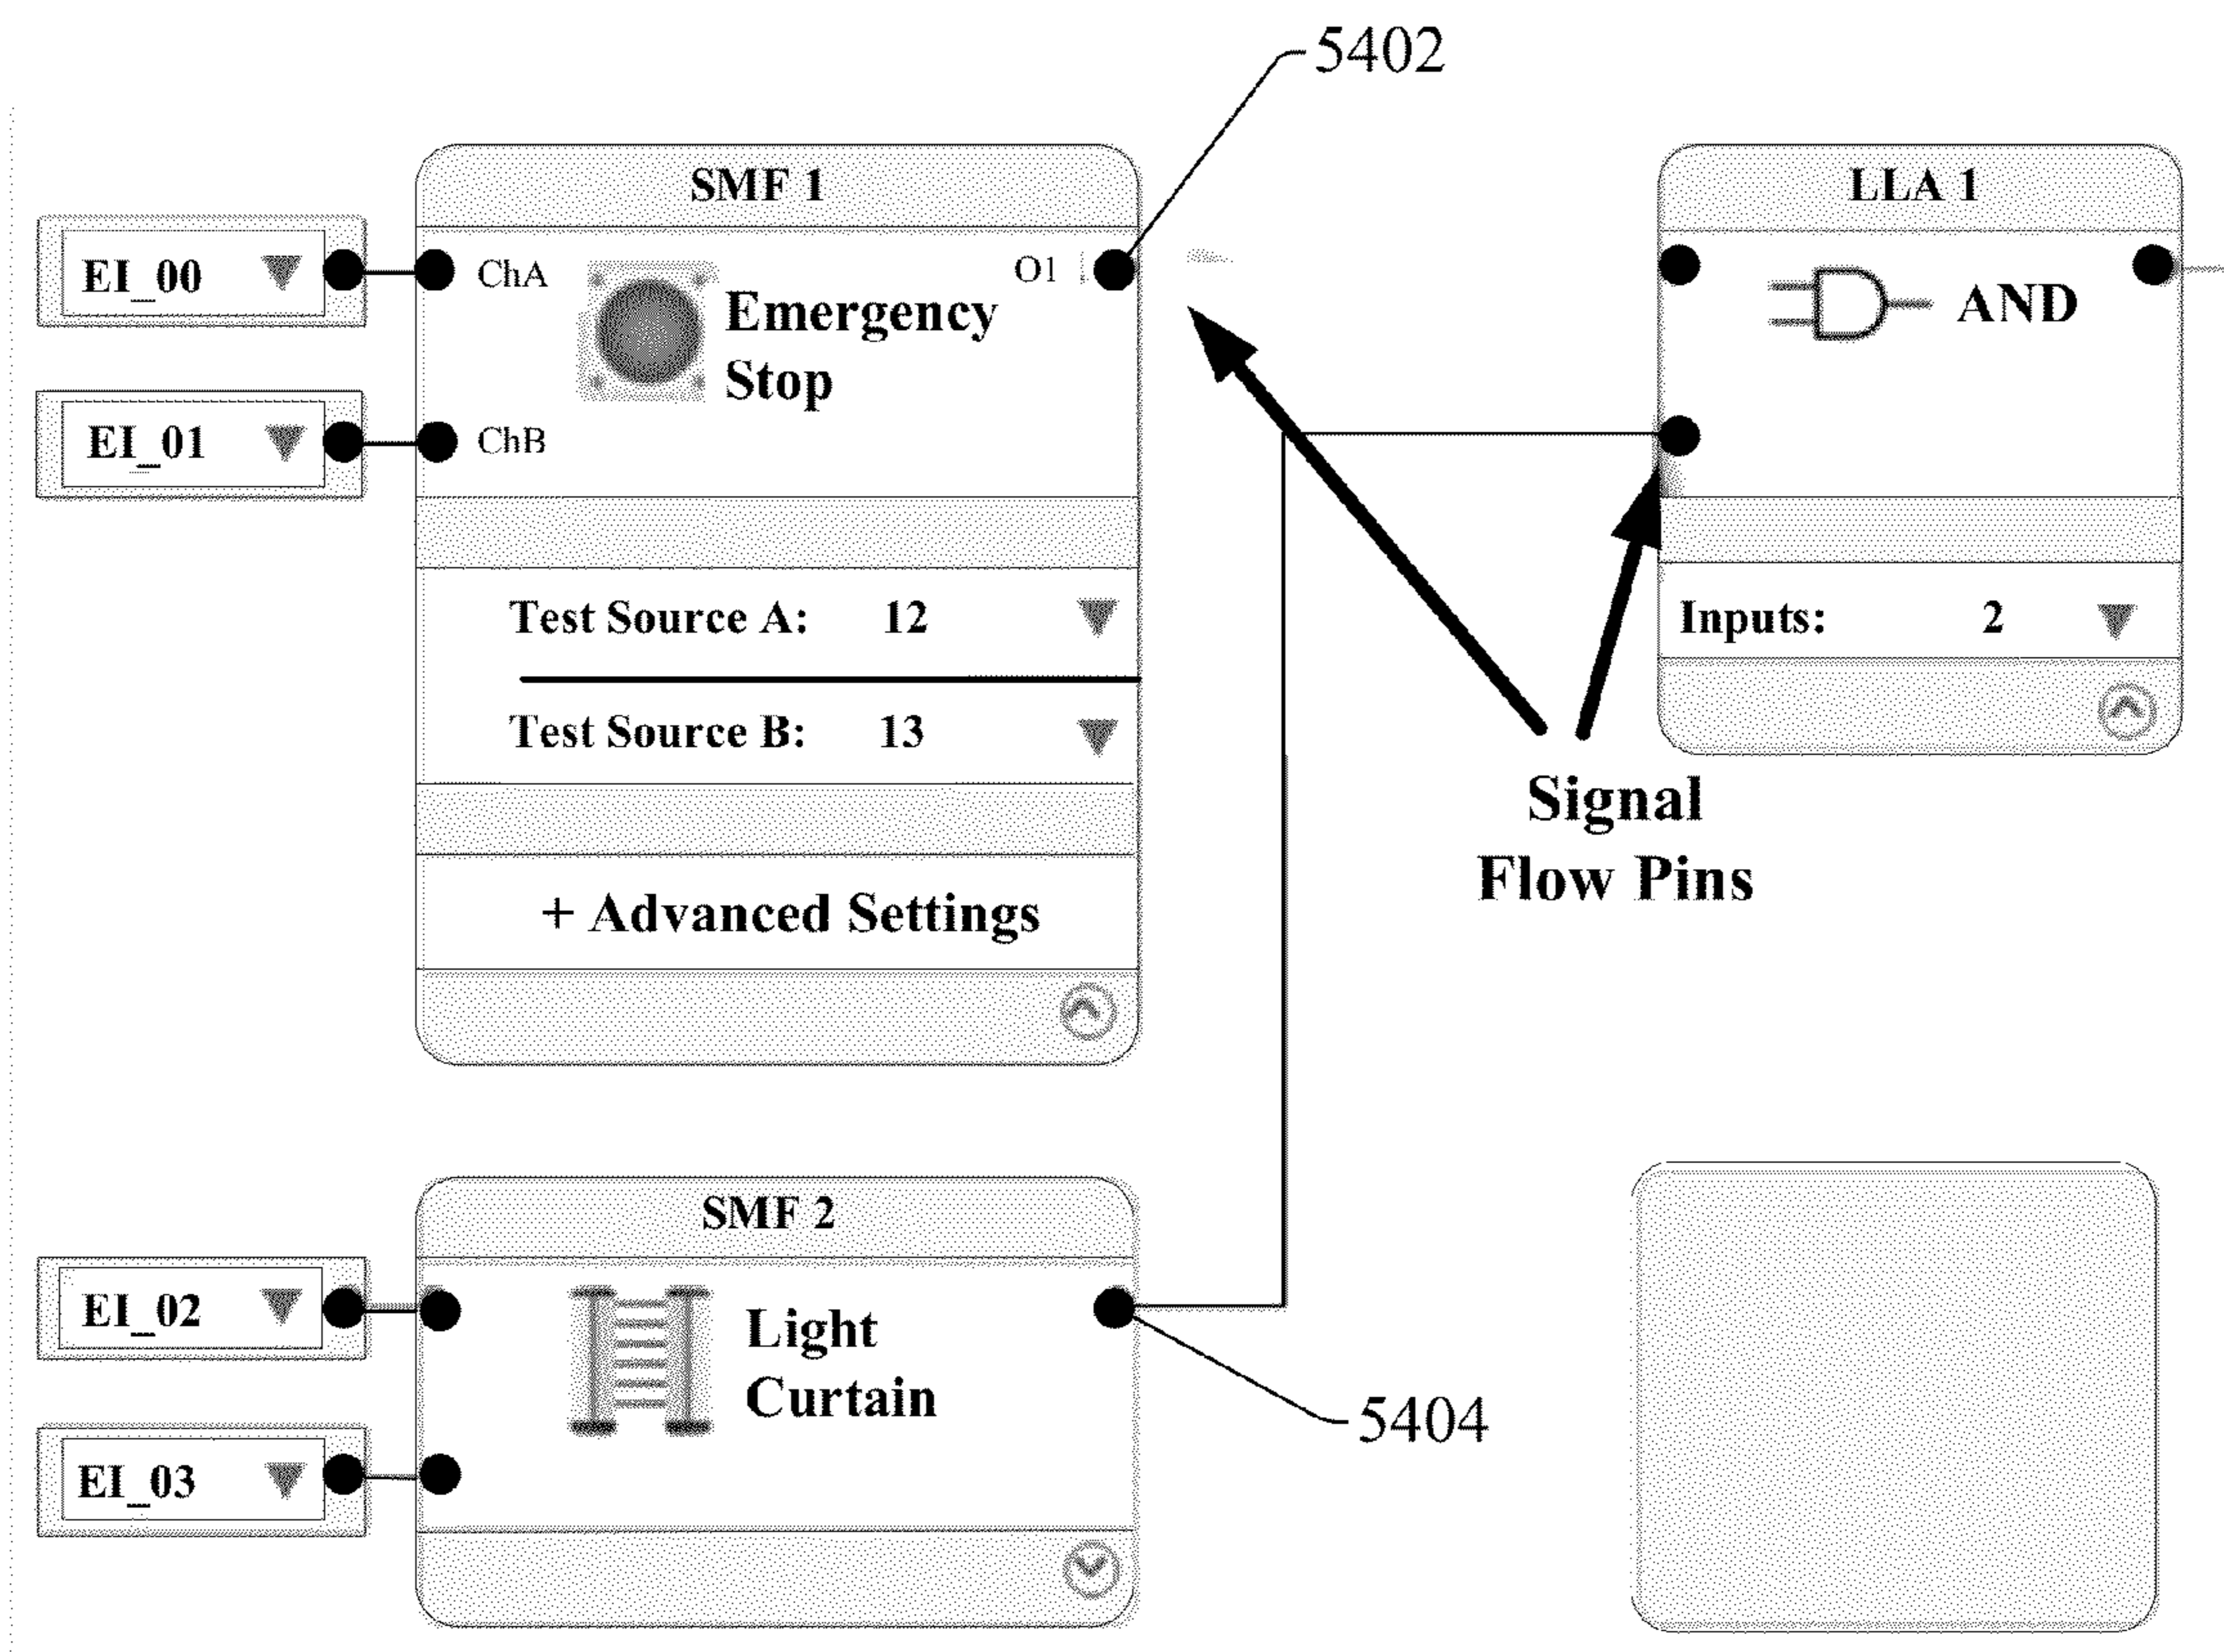 5402
SMF 1
LLA 1
EI_00
ChA
Emergency
Stop
O1
AND
EI_01
ChB
Test Source A: 12
Inputs: 2
Test Source B: 13
Signal
Flow Pins
+ Advanced Settings
SMF 2
EI_02
Light
Curtain
5404
EI_03